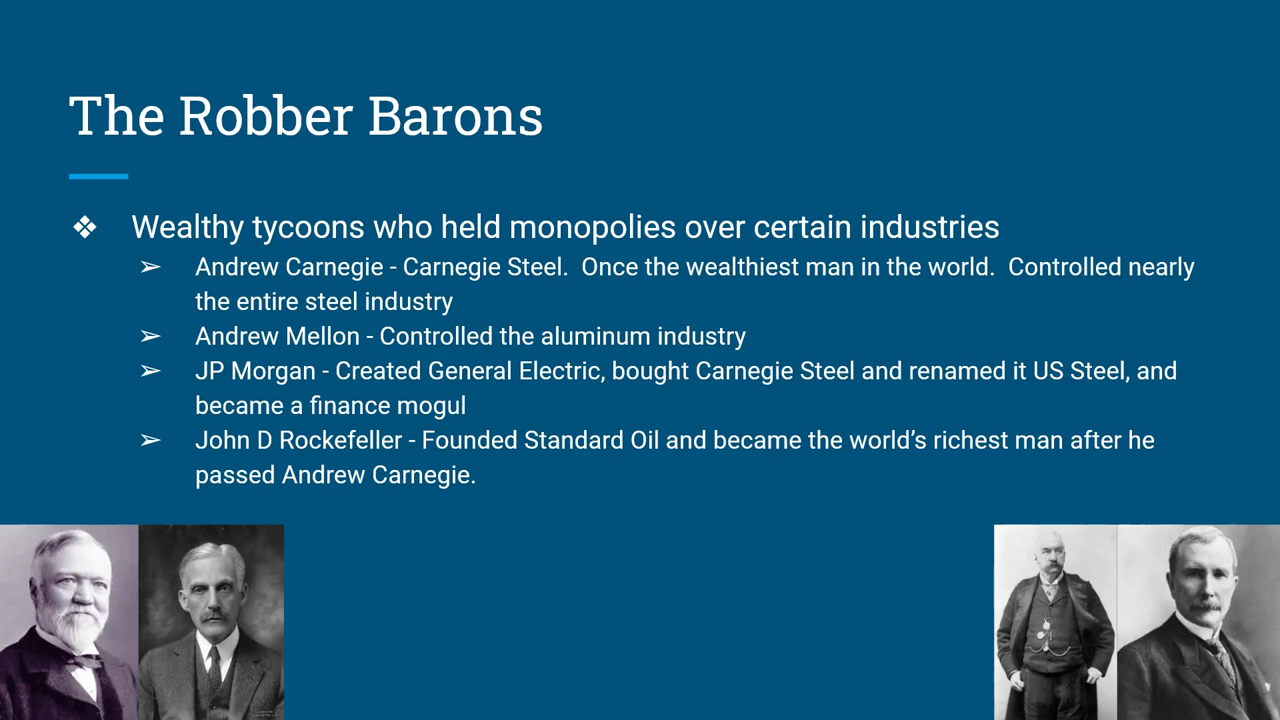 The Robber Barons
❖ Wealthy tycoons who held monopolies over certain industries
➢ Andrew Carnegie - Carnegie Steel.  Once the wealthiest man in the world.  Controlled nearly
the entire steel industry
➢ Andrew Mellon - Controlled the aluminum industry
➢ JP Morgan - Created General Electric, bought Carnegie Steel and renamed it US Steel, and
became a finance mogul
➢ John D Rockefeller - Founded Standard Oil and became the world’s richest man after he
passed Andrew Carnegie.